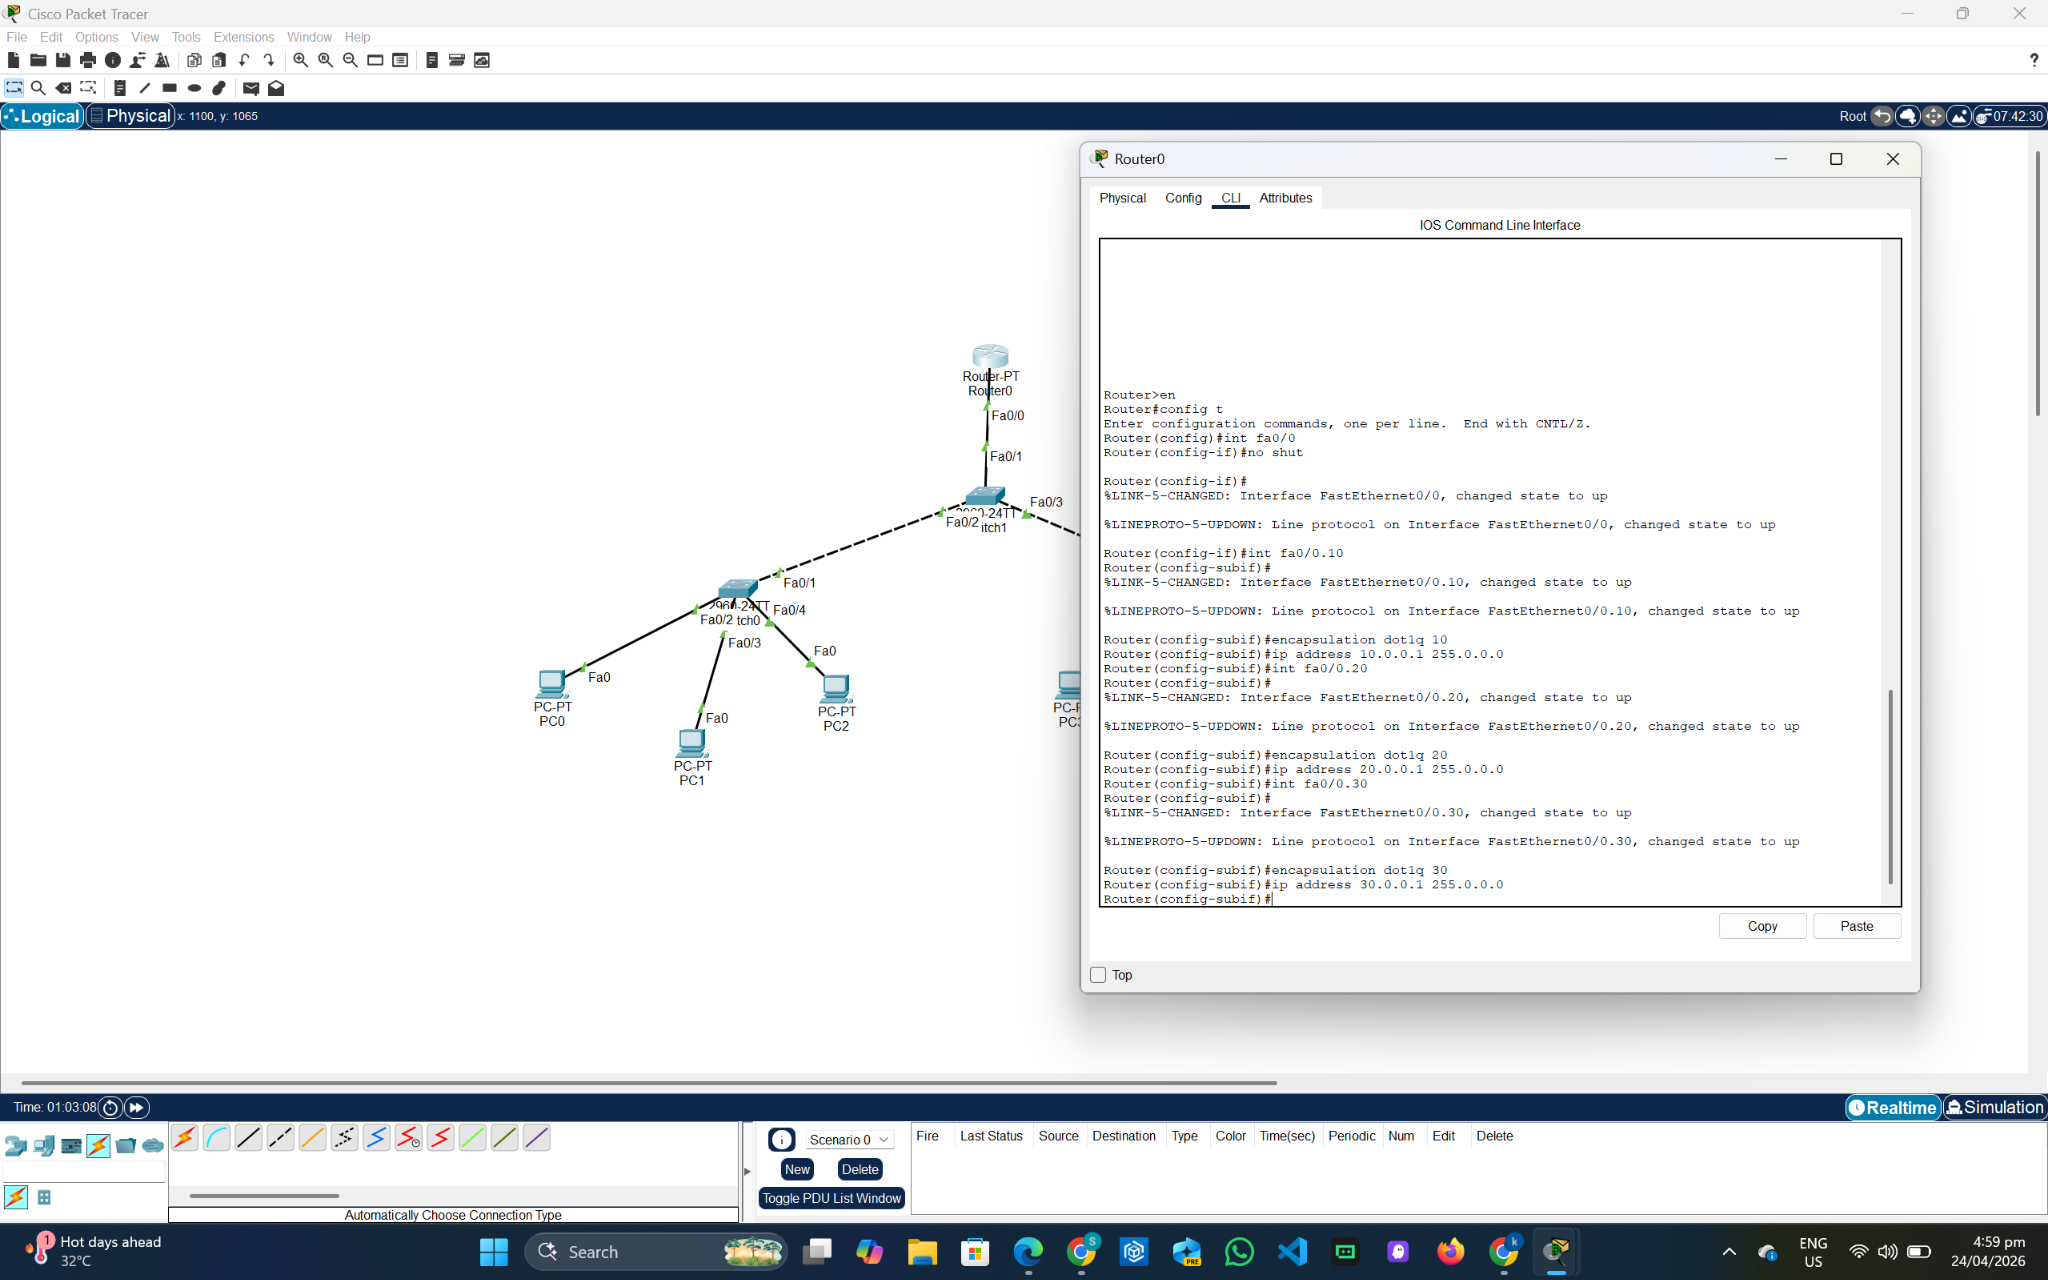 Cisco Packet Tracer
File Edit Options View Tools Extensions Window Help
?
Logical Physical x: 1100, y: 1065
Root 07:42:30
Router-PT
Router0
Fa0/0
Fa0/1
Fa0/3
2960-24TT
Fa0/2 itch1
Fa0/1
2960-24TT Fa0/4
Fa0/2 tch0
Fa0/3
Fa0
Fa0
PC-PT
PC0
PC-PT
PC2
Fa0
PC-PT
PC1
Router0
Physical Config CLI Attributes
IOS Command Line Interface
Router>en
Router#config t
Enter configuration commands, one per line. End with CNTL/Z.
Router(config)#int fa0/0
Router(config-if)#no shut
Router(config-if)#
%LINK-5-CHANGED: Interface FastEthernet0/0, changed state to up
%LINEPROTO-5-UPDOWN: Line protocol on Interface FastEthernet0/0, changed state to up
Router(config-if)#int fa0/0.10
Router(config-subif)#
%LINK-5-CHANGED: Interface FastEthernet0/0.10, changed state to up
%LINEPROTO-5-UPDOWN: Line protocol on Interface FastEthernet0/0.10, changed state to up
Router(config-subif)#encapsulation dot1q 10
Router(config-subif)#ip address 10.0.0.1 255.0.0.0
Router(config-subif)#int fa0/0.20
Router(config-subif)#
%LINK-5-CHANGED: Interface FastEthernet0/0.20, changed state to up
%LINEPROTO-5-UPDOWN: Line protocol on Interface FastEthernet0/0.20, changed state to up
Router(config-subif)#encapsulation dot1q 20
Router(config-subif)#ip address 20.0.0.1 255.0.0.0
Router(config-subif)#int fa0/0.30
Router(config-subif)#
%LINK-5-CHANGED: Interface FastEthernet0/0.30, changed state to up
%LINEPROTO-5-UPDOWN: Line protocol on Interface FastEthernet0/0.30, changed state to up
Router(config-subif)#encapsulation dot1q 30
Router(config-subif)#ip address 30.0.0.1 255.0.0.0
Router(config-subif)#
Copy Paste
Top
Time: 01:03:08
Realtime Simulation
Scenario 0
New Delete
Toggle PDU List Window
Fire Last Status Source Destination Type Color Time(sec) Periodic Num Edit Delete
Automatically Choose Connection Type
1
Hot days ahead
32°C
Search
S
PRE
k
ENG
US
4:59 pm
24/04/2026